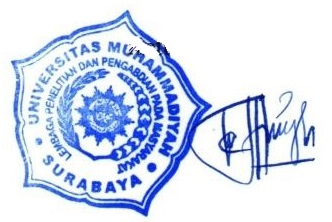 UNIVERSITAS MUHAMMADIYAH
LEMBAGA PENELITIAN DAN PENGABDIAN PADA MASYARAKAT
SURABAYA